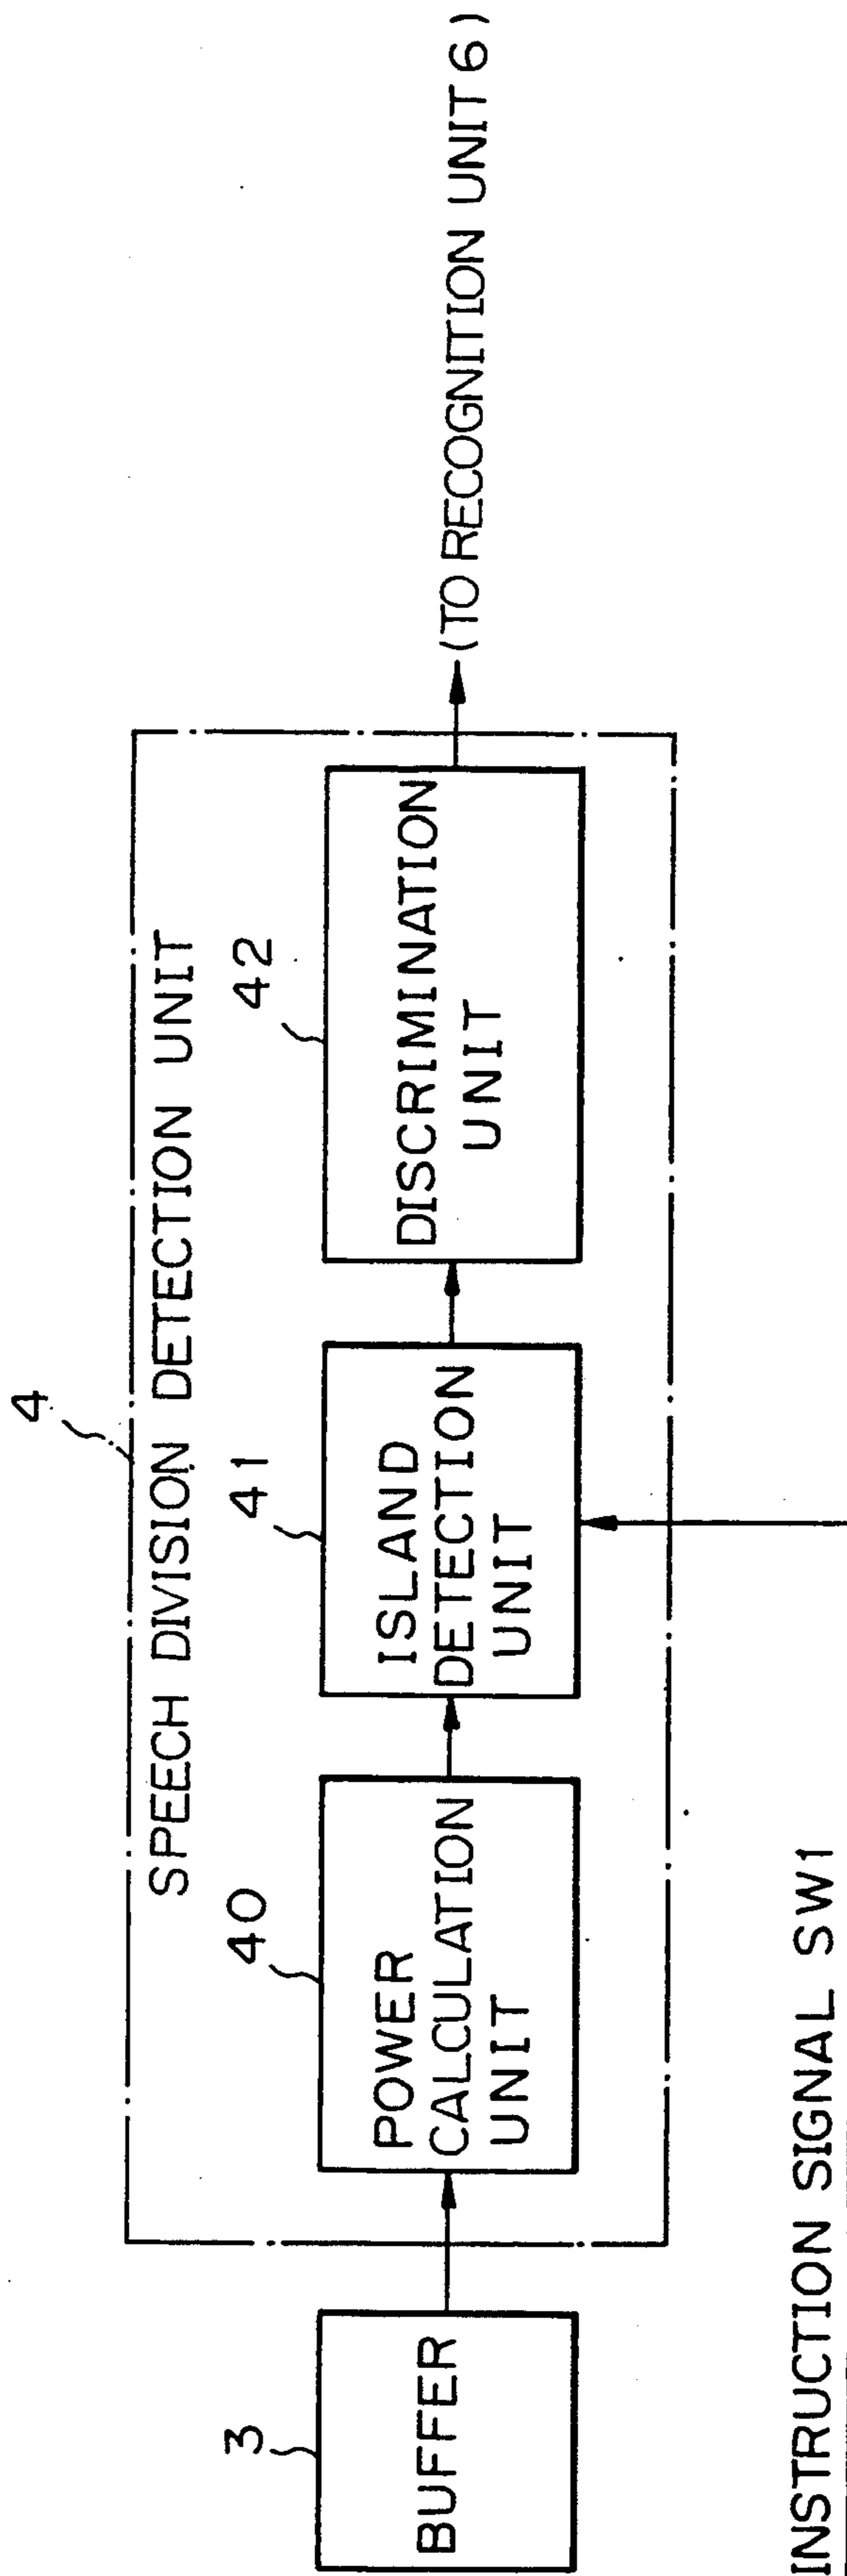 4
SPEECH DIVISION DETECTION UNIT
3
BUFFER
40
POWER
CALCULATION
UNIT
41
ISLAND
DETECTION
UNIT
42
DISCRIMINATION
UNIT
(TO RECOGNITION UNIT 6)
INSTRUCTION SIGNAL SW1